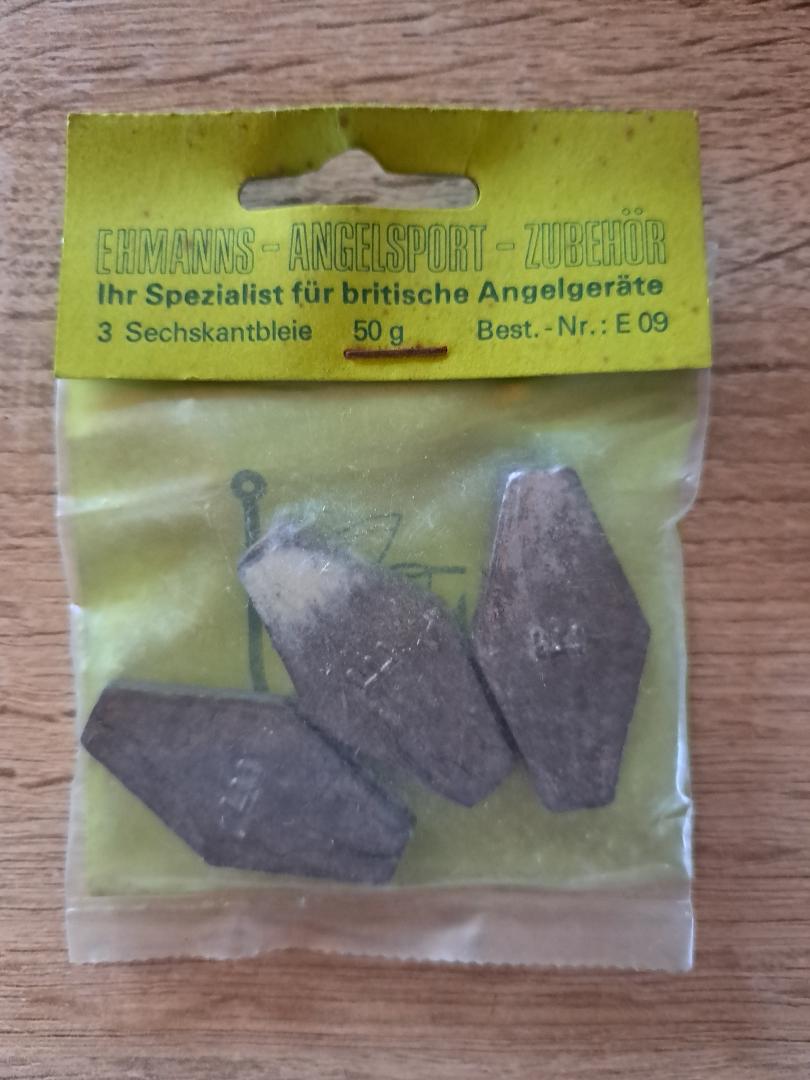 EHMANNS - ANGELSPORT - ZUBEHÖR
Ihr Spezialist für britische Angelgeräte
3 Sechskantbleie 50 g Best.-Nr.: E 09